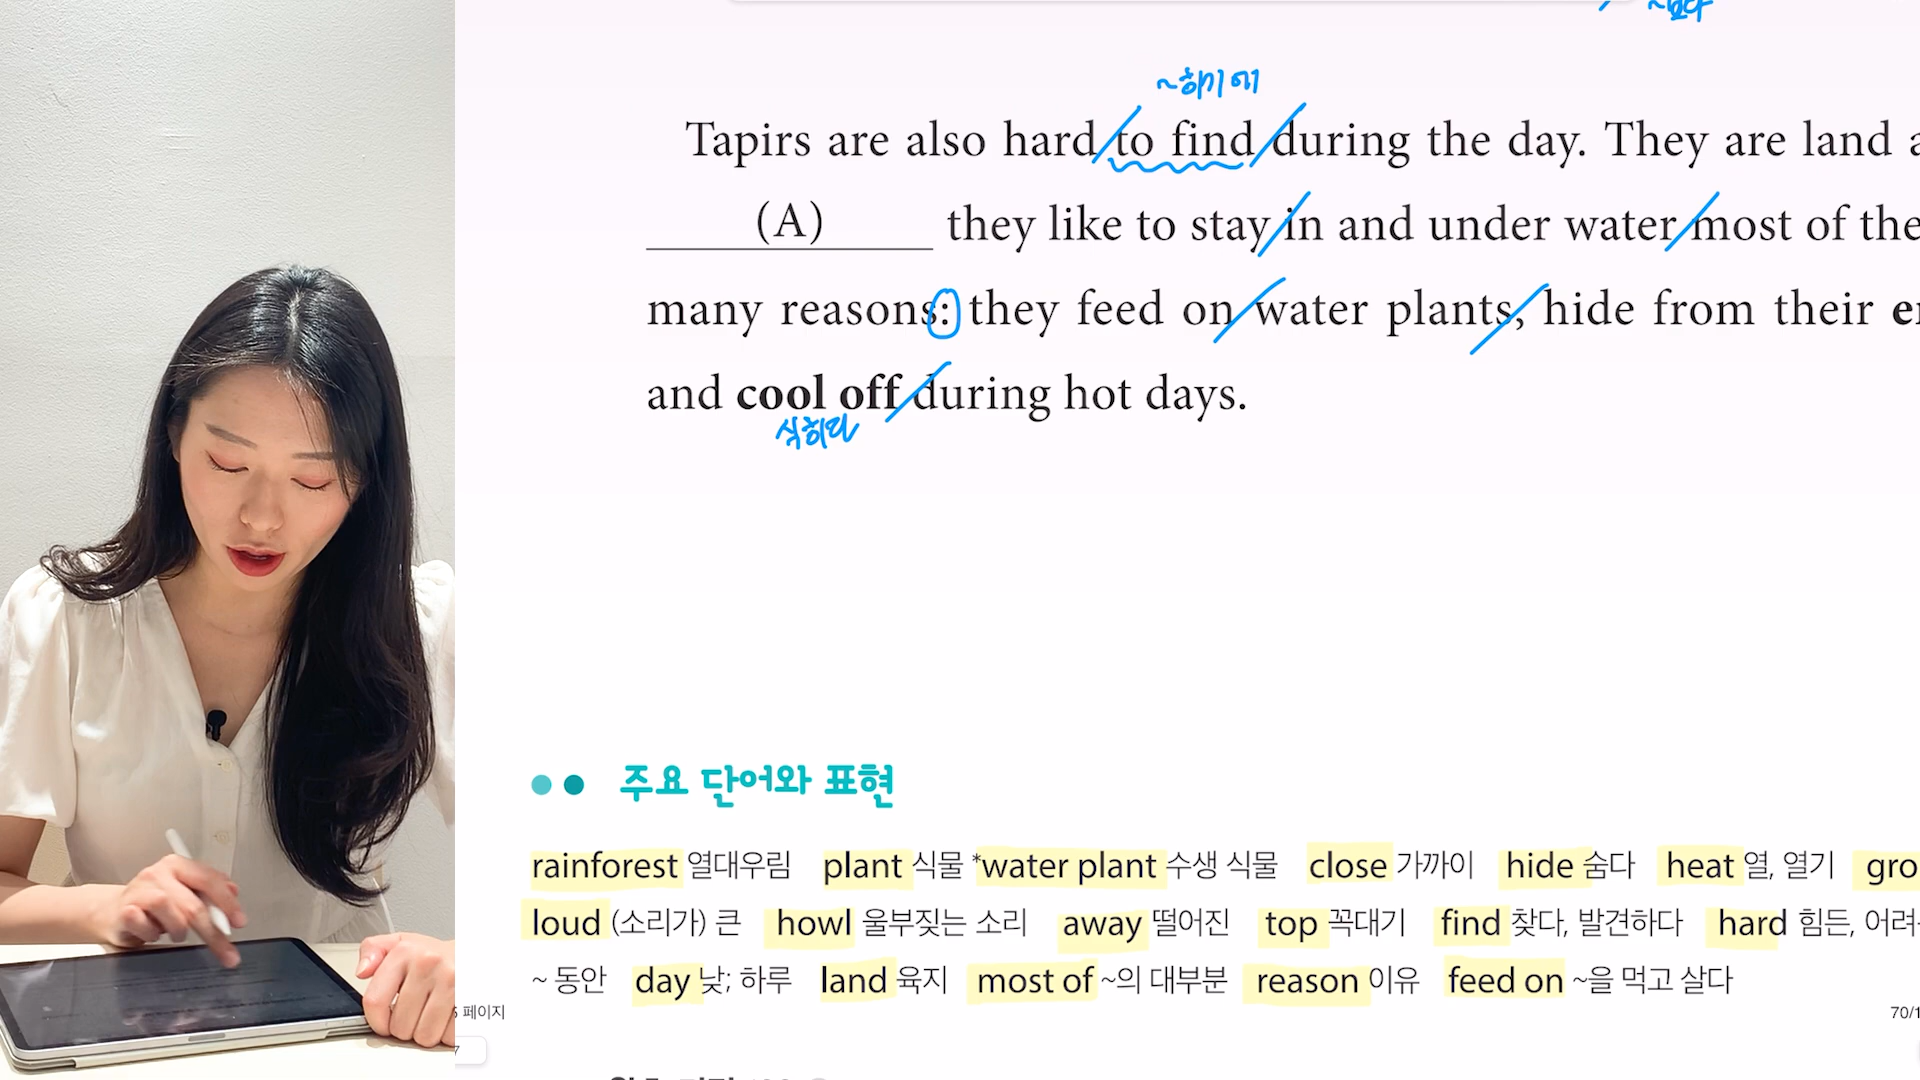 ~보다
~하기에
Tapirs are also hard to find during the day. They are land a
(A) they like to stay in and under water most of the
many reasons: they feed on water plants, hide from their e
and cool off during hot days.
식히다
주요 단어와 표현
rainforest 열대우림 plant 식물 *water plant 수생 식물 close 가까이 hide 숨다 heat 열, 열기 gro
loud (소리가) 큰 howl 울부짖는 소리 away 떨어진 top 꼭대기 find 찾다, 발견하다 hard 힘든, 어려
~ 동안 day 낮; 하루 land 육지 most of ~의 대부분 reason 이유 feed on ~을 먹고 살다
페이지
70/1
7